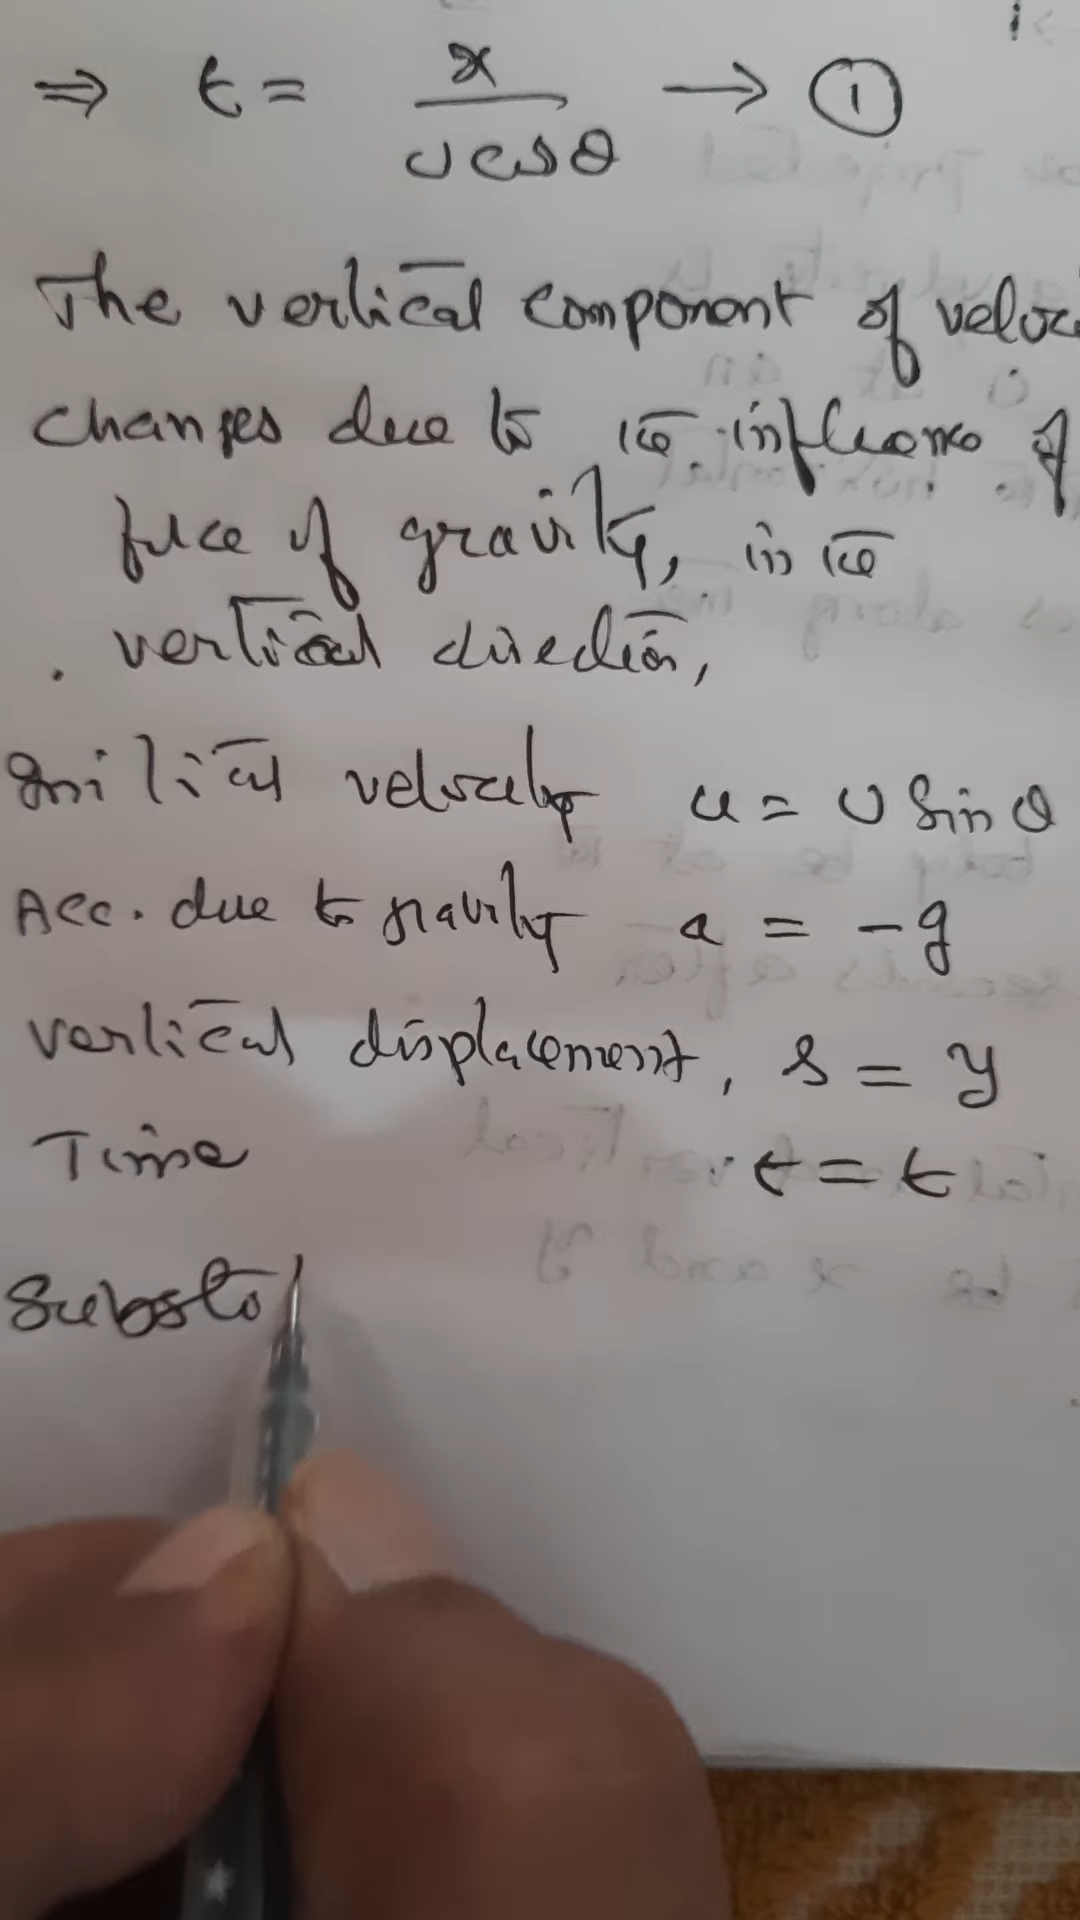 ⇒ t = x / υcosθ → ①
The vertical component of veloc
changes due to the influence of
force of gravity, in the
vertical direction,
Initial velocity u = υ sin θ
Acc. due to gravity a = -g
vertical displacement, s = y
Time t = t
Substi